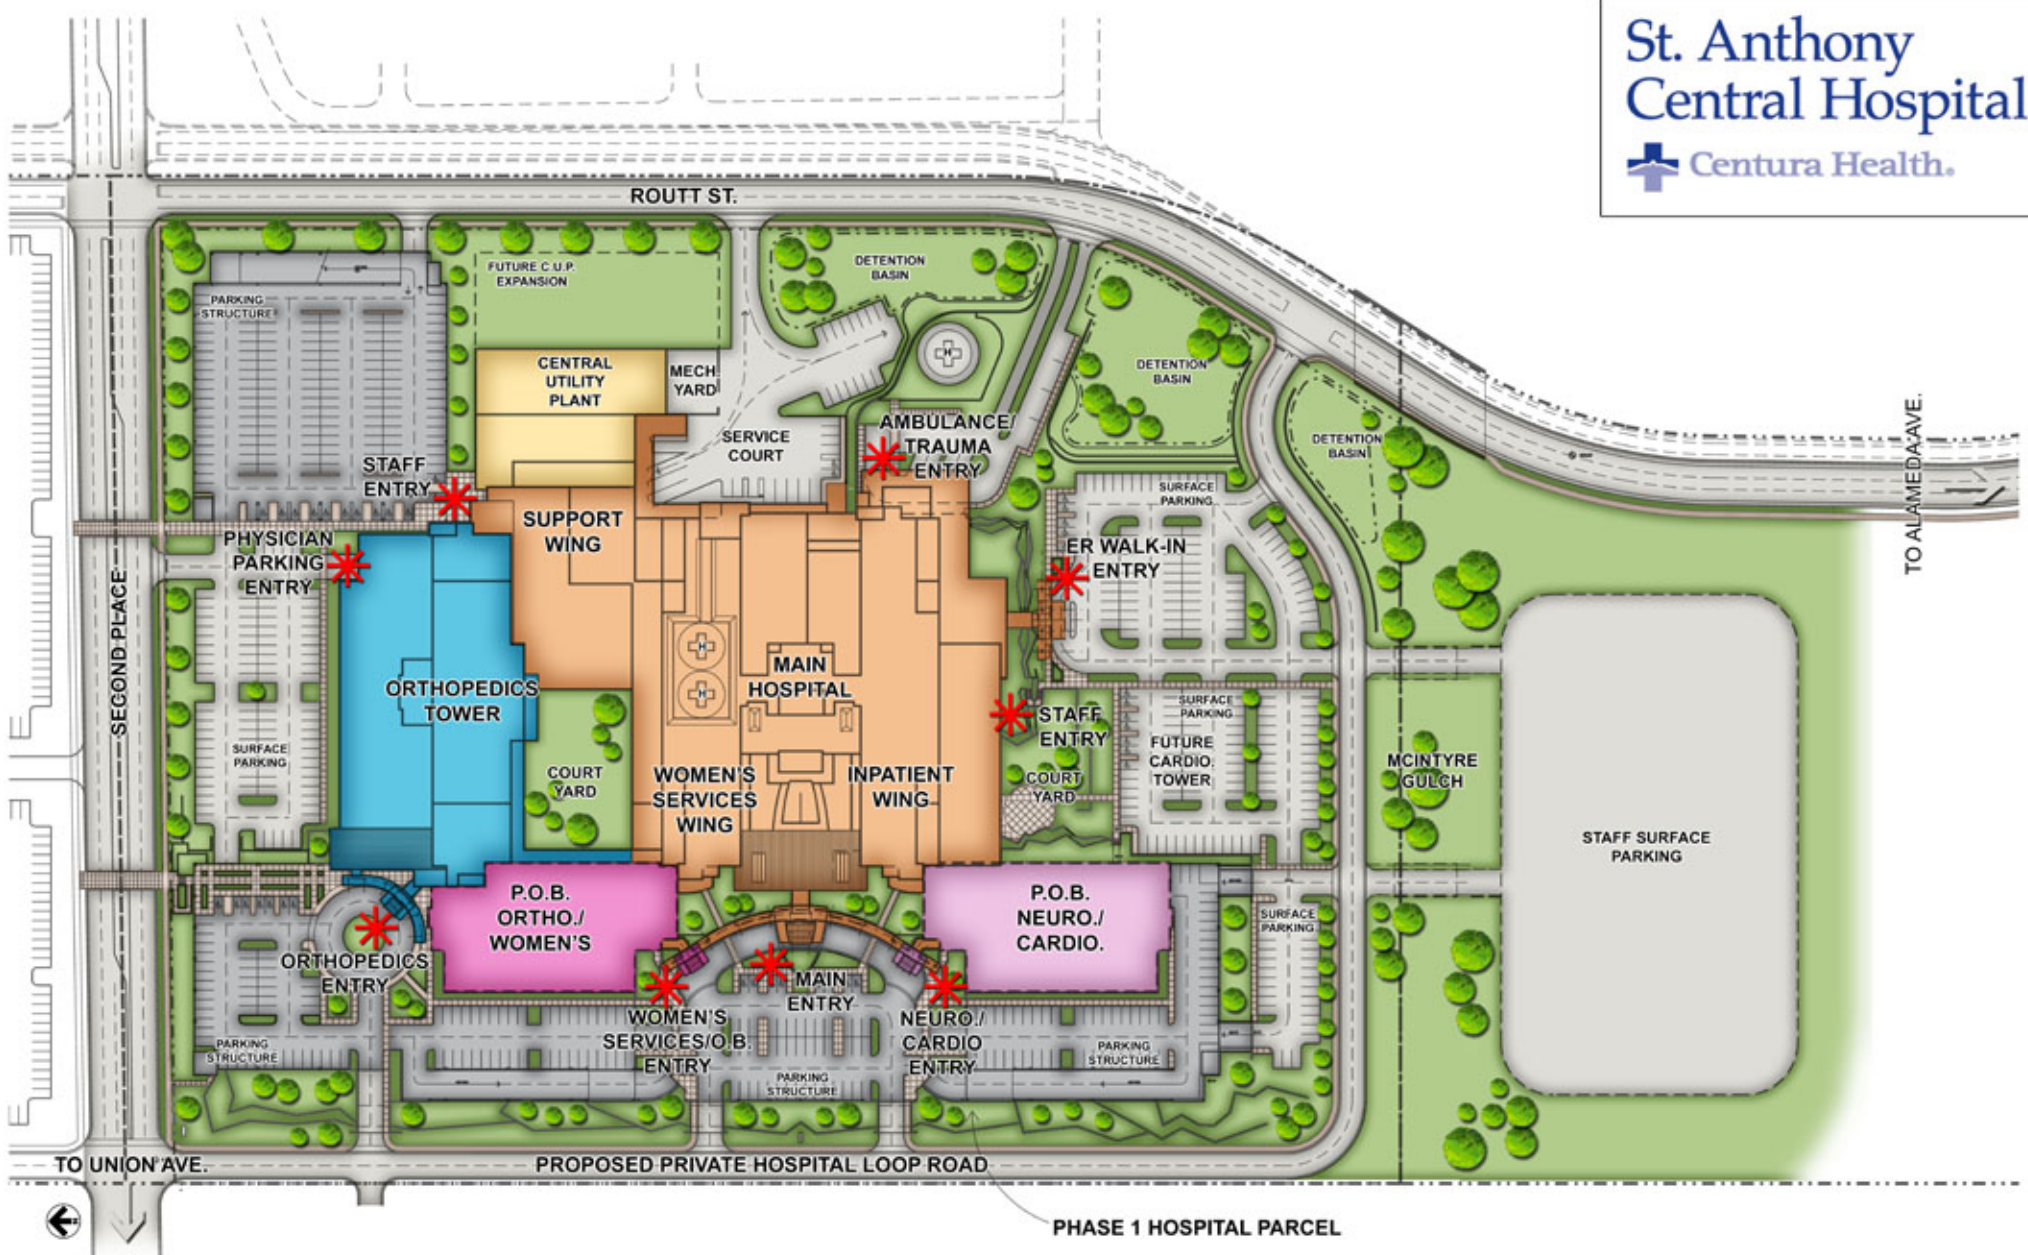 St. Anthony
Central Hospital
Centura Health.
ROUTT ST.
FUTURE C.U.P.
EXPANSION
DETENTION
BASIN
PARKING
STRUCTURE
CENTRAL
UTILITY
PLANT
MECH.
YARD
H
DETENTION
BASIN
SERVICE
COURT
AMBULANCE/
TRAUMA
ENTRY
DETENTION
BASIN
TO ALAMEDA AVE.
STAFF
ENTRY
SURFACE
PARKING
SUPPORT
WING
PHYSICIAN
PARKING
ENTRY
ER WALK-IN
ENTRY
SECOND PLACE
H
H
MAIN
HOSPITAL
ORTHOPEDICS
TOWER
SURFACE
PARKING
STAFF
ENTRY
FUTURE
CARDIO.
TOWER
SURFACE
PARKING
COURT
YARD
WOMEN'S
SERVICES
WING
INPATIENT
WING
COURT
YARD
MCINTYRE
GULCH
STAFF SURFACE
PARKING
P.O.B.
ORTHO./
WOMEN'S
P.O.B.
NEURO./
CARDIO.
SURFACE
PARKING
ORTHOPEDICS
ENTRY
MAIN
ENTRY
WOMEN'S
SERVICES/O.B.
ENTRY
NEURO./
CARDIO
ENTRY
PARKING
STRUCTURE
PARKING
STRUCTURE
PARKING
STRUCTURE
TO UNION AVE.
PROPOSED PRIVATE HOSPITAL LOOP ROAD
PHASE 1 HOSPITAL PARCEL